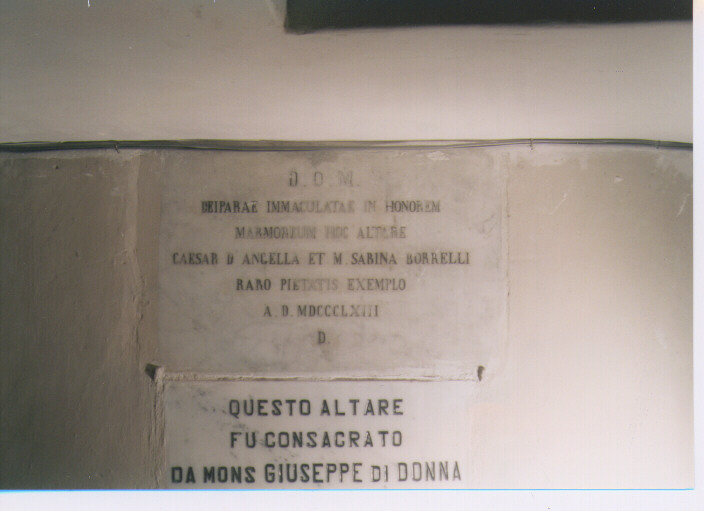 D. O. M.
DEIPARAE IMMACULATAE IN HONOREM
MARMOREUM HOC ALTARE
CAESAR D'ANGELLA ET M. SABINA BORRELLI
RARO PIETATIS EXEMPLO
A. D. MDCCCLXIII
D.
QUESTO ALTARE
FU CONSACRATO
DA MONS GIUSEPPE DI DONNA